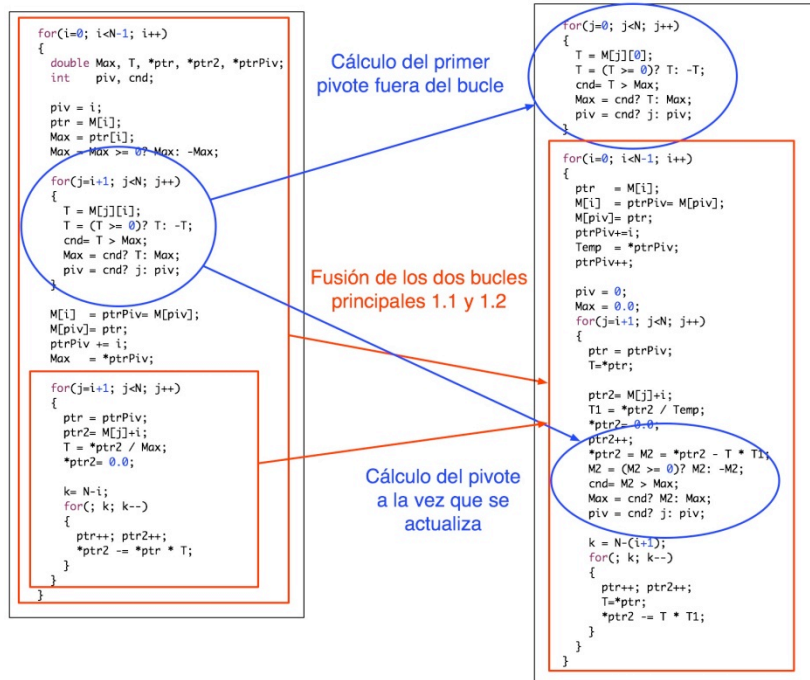 for(i=0; i<N-1; i++)
{
double Max, T, *ptr, *ptr2, *ptrPiv;
int piv, cnd;
piv = i;
ptr = M[i];
Max = ptr[i];
Max = Max >= 0? Max: -Max;
for(j=i+1; j<N; j++)
{
T = M[j][i];
T = (T >= 0)? T: -T;
cnd= T > Max;
Max = cnd? T: Max;
piv = cnd? j: piv;
}
M[i] = ptrPiv= M[piv];
M[piv]= ptr;
ptrPiv += i;
Max = *ptrPiv;
for(j=i+1; j<N; j++)
{
ptr = ptrPiv;
ptr2= M[j]+i;
T = *ptr2 / Max;
*ptr2= 0.0;
k= N-i;
for(; k; k--)
{
ptr++; ptr2++;
*ptr2 -= *ptr * T;
}
}
}
Cálculo del primer
pivote fuera del bucle
Fusión de los dos bucles
principales 1.1 y 1.2
Cálculo del pivote
a la vez que se
actualiza
for(j=0; j<N; j++)
{
T = M[j][0];
T = (T >= 0)? T: -T;
cnd= T > Max;
Max = cnd? T: Max;
piv = cnd? j: piv;
}
for(i=0; i<N-1; i++)
{
ptr = M[i];
M[i] = ptrPiv= M[piv];
M[piv]= ptr;
ptrPiv+=i;
Temp = *ptrPiv;
ptrPiv++;
piv = 0;
Max = 0.0;
for(j=i+1; j<N; j++)
{
ptr = ptrPiv;
T=*ptr;
ptr2= M[j]+i;
T1 = *ptr2 / Temp;
*ptr2= 0.0;
ptr2++;
*ptr2 = M2 = *ptr2 - T * T1;
M2 = (M2 >= 0)? M2: -M2;
cnd= M2 > Max;
Max = cnd? M2: Max;
piv = cnd? j: piv;
k = N-(i+1);
for(; k; k--)
{
ptr++; ptr2++;
T=*ptr;
*ptr2 -= T * T1;
}
}
}